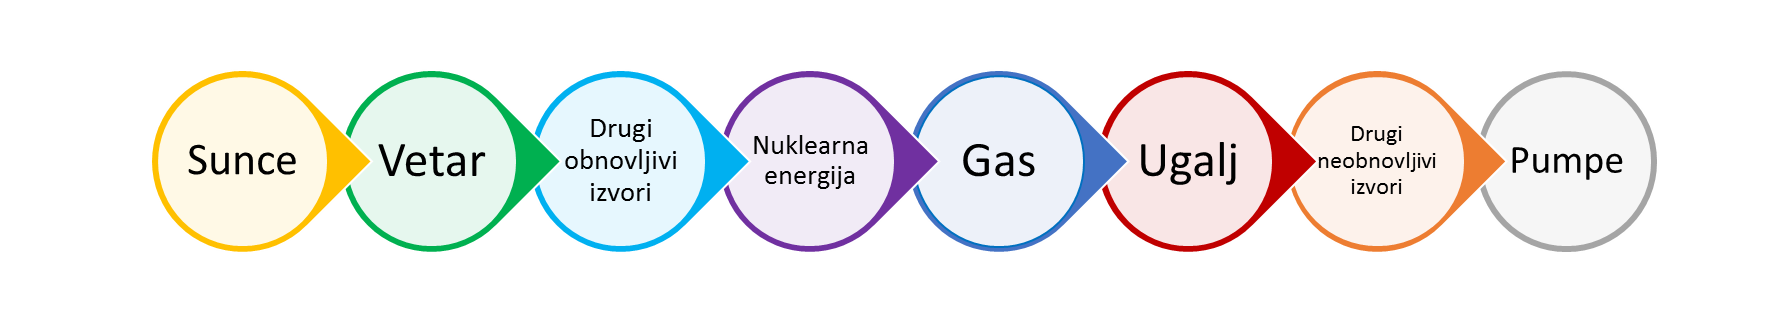 Sunce
Vetar
Drugi
obnovljivi
izvori
Nuklearna
energija
Gas
Ugalj
Drugi
neobnovljivi
izvori
Pumpe